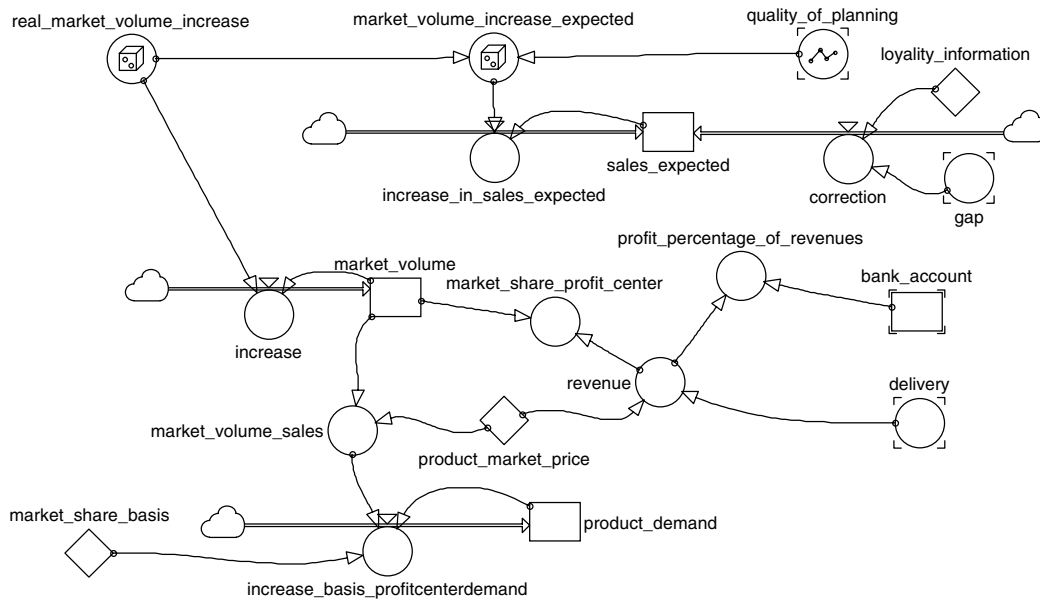 real_market_volume_increase
market_volume_increase_expected
quality_of_planning
loyality_information
sales_expected
increase_in_sales_expected
correction
gap
profit_percentage_of_revenues
market_volume
market_share_profit_center
bank_account
increase
revenue
delivery
market_volume_sales
product_market_price
market_share_basis
product_demand
increase_basis_profitcenterdemand